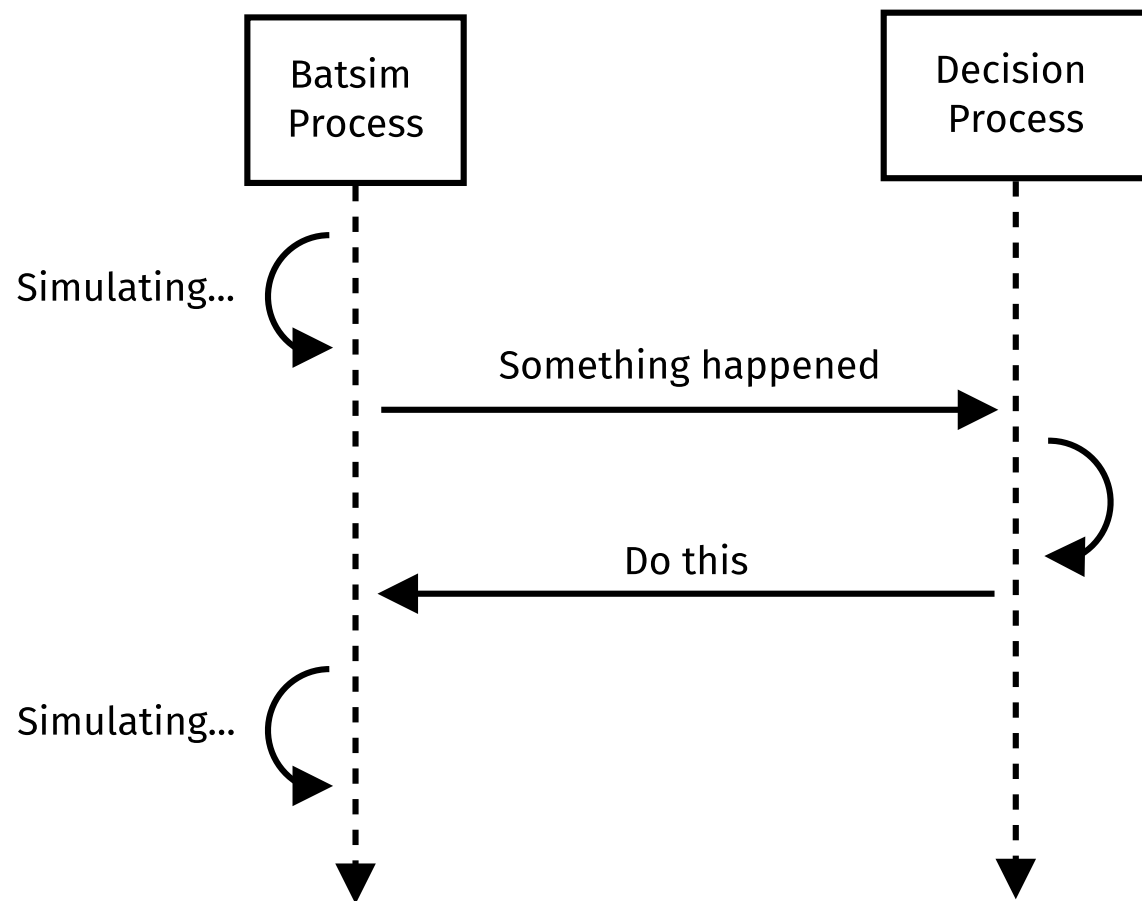 Batsim
Process
Decision
Process
Simulating...
Something happened
Do this
Simulating...